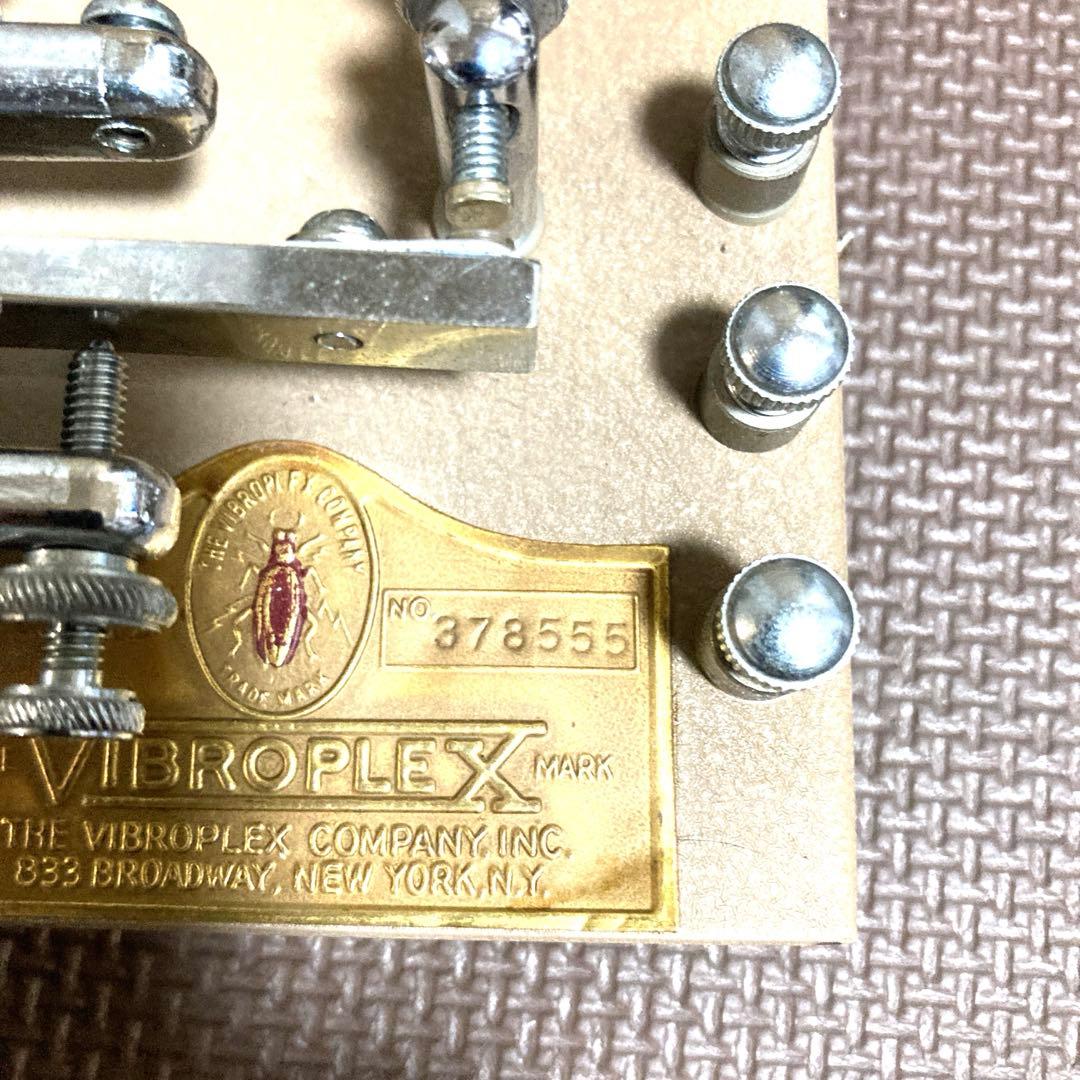 THE VIBROPLEX COMPANY
TRADE MARK
NO. 378555
VIBROPLEX MARK
THE VIBROPLEX COMPANY, INC.
833 BROADWAY, NEW YORK, N.Y.